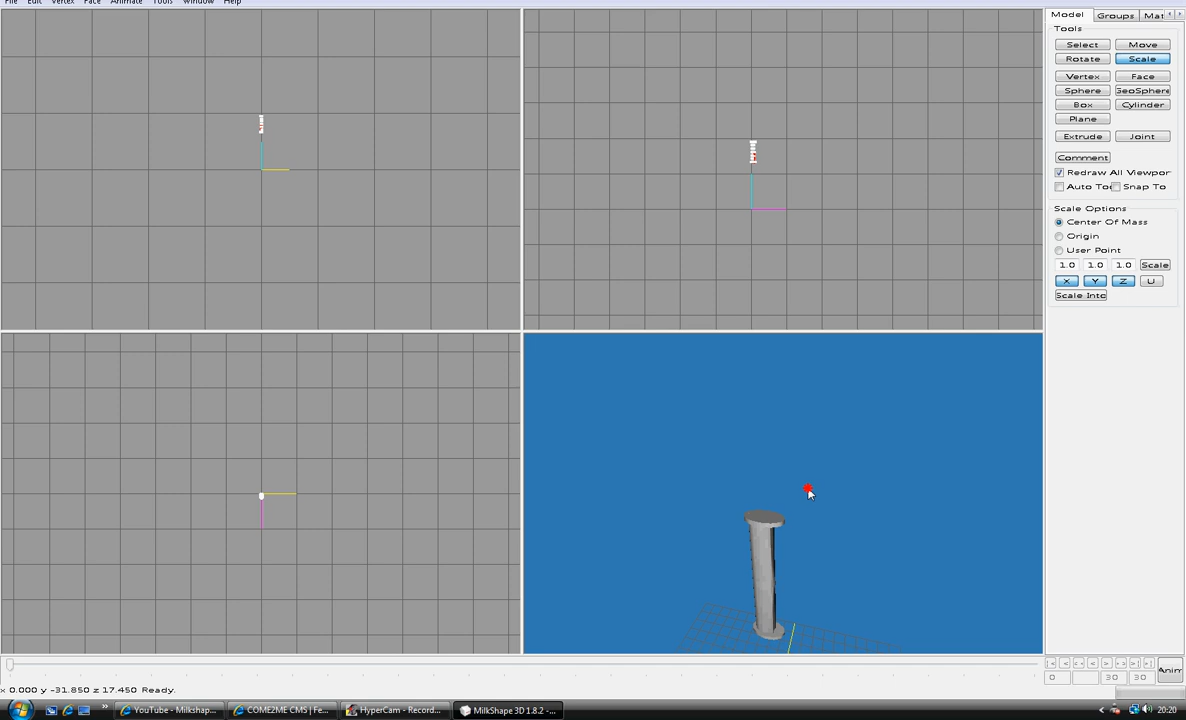 File Edit Vertex Face Animate Tools Window Help
Model Groups Mat
Tools
Select Move
Rotate Scale
Vertex Face
Sphere GeoSphere
Box Cylinder
Plane
Extrude Joint
Comment
Redraw All Viewpor
Auto Too Snap To
Scale Options
Center Of Mass
Origin
User Point
1.0 1.0 1.0 Scale
X Y Z U
Scale Into
|< < << > >> >| >|
0 30 30 Anim
x 0.000 y -31.850 z 17.450 Ready.
YouTube - Milkshap... COME2ME CMS | Fe... HyperCam - Record... MilkShape 3D 1.8.2 -... 20:20